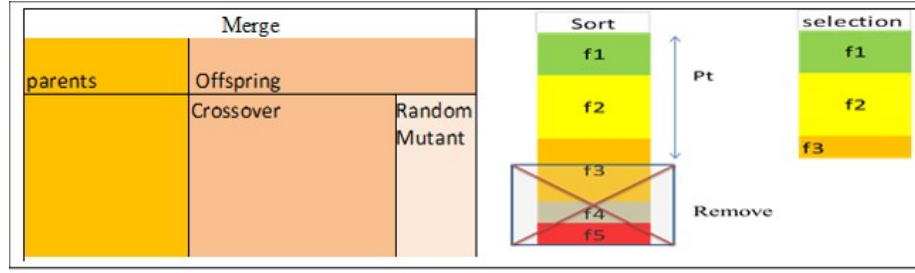 Merge
parents
Offspring
Crossover
Random
Mutant
Sort
f1
f2
f3
f4
f5
Pt
Remove
selection
f1
f2
f3